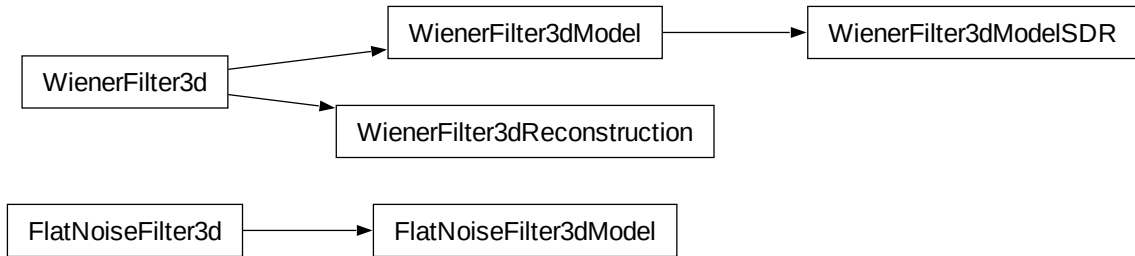 WienerFilter3dModel
WienerFilter3dModelSDR
WienerFilter3d
WienerFilter3dReconstruction
FlatNoiseFilter3d
FlatNoiseFilter3dModel